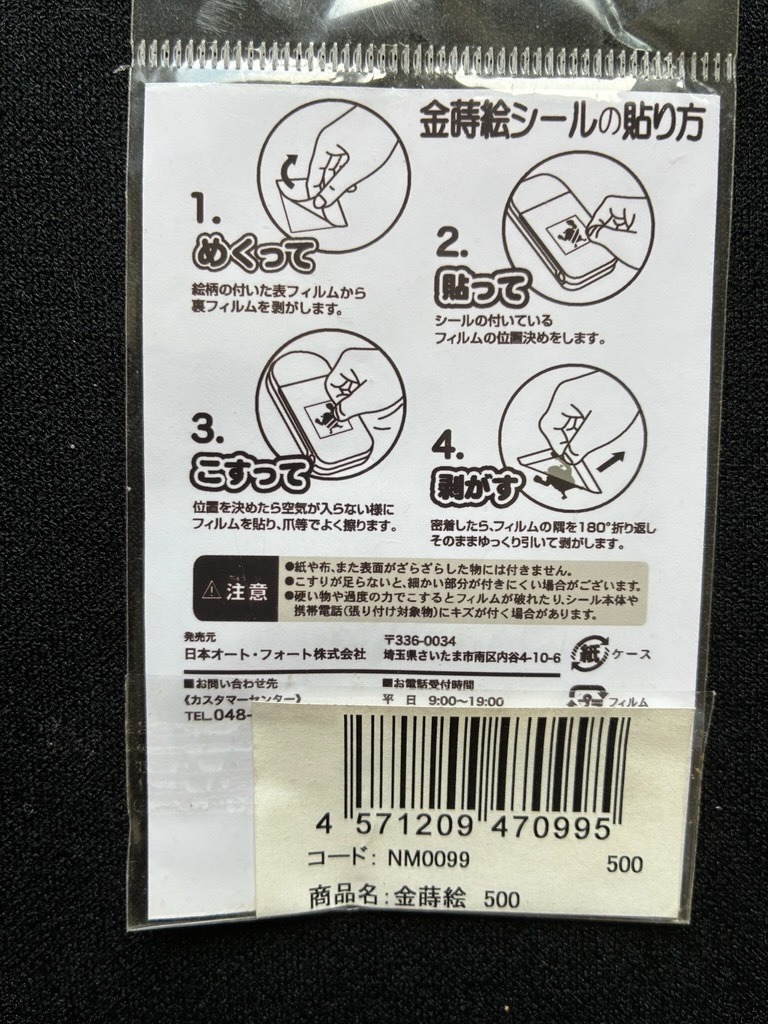 金蒔絵シールの貼り方
1.
めくって
絵柄の付いた表フィルムから
裏フィルムを剥がします。
2.
貼って
シールの付いている
フィルムの位置決めをします。
3.
こすって
位置を決めたら空気が入らない様に
フィルムを貼り、爪等でよく擦ります。
4.
剥がす
密着したら、フィルムの隅を180°折り返し
そのままゆっくり引いて剥がします。
注意
●紙や布、また表面がざらざらした物には付きません。
●こすりが足らないと、細かい部分が付きにくい場合がございます。
●硬い物や過度の力でこするとフィルムが破れたり、シール本体や
携帯電話(張り付け対象物)にキズが付く場合があります。
発売元
日本オート・フォート株式会社
〒336-0034
埼玉県さいたま市南区内谷4-10-6
紙 ケース
■お問い合わせ先
《カスタマーセンター》
TEL.048-
■お電話受付時間
平 日 9:00〜19:00
フィルム
4 571209 470995
コード: NM0099 500
商品名:金蒔絵 500